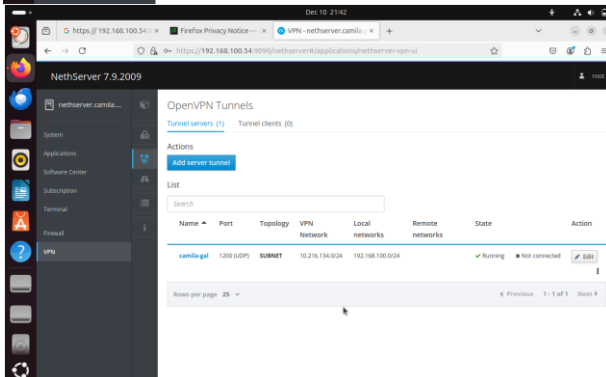 Dec 10 21:42
https://192.168.100.54:
Firefox Privacy Notice —
VPN - nethserver.camila.g
https://192.168.100.54:9090/nethserver#/applications/nethserver-vpn-ui
NethServer 7.9.2009
root
nethserver.camila....
System
Applications
Software Center
Subscription
Terminal
Firewall
VPN
OpenVPN Tunnels
Tunnel servers (1) Tunnel clients (0)
Actions
Add server tunnel
List
Search
Name Port Topology VPN Network Local networks Remote networks State Action
camila-gal 1200 (UDP) SUBNET 10.216.134.0/24 192.168.100.0/24 Running Not connected Edit
Rows per page 25 Previous 1-1 of 1 Next